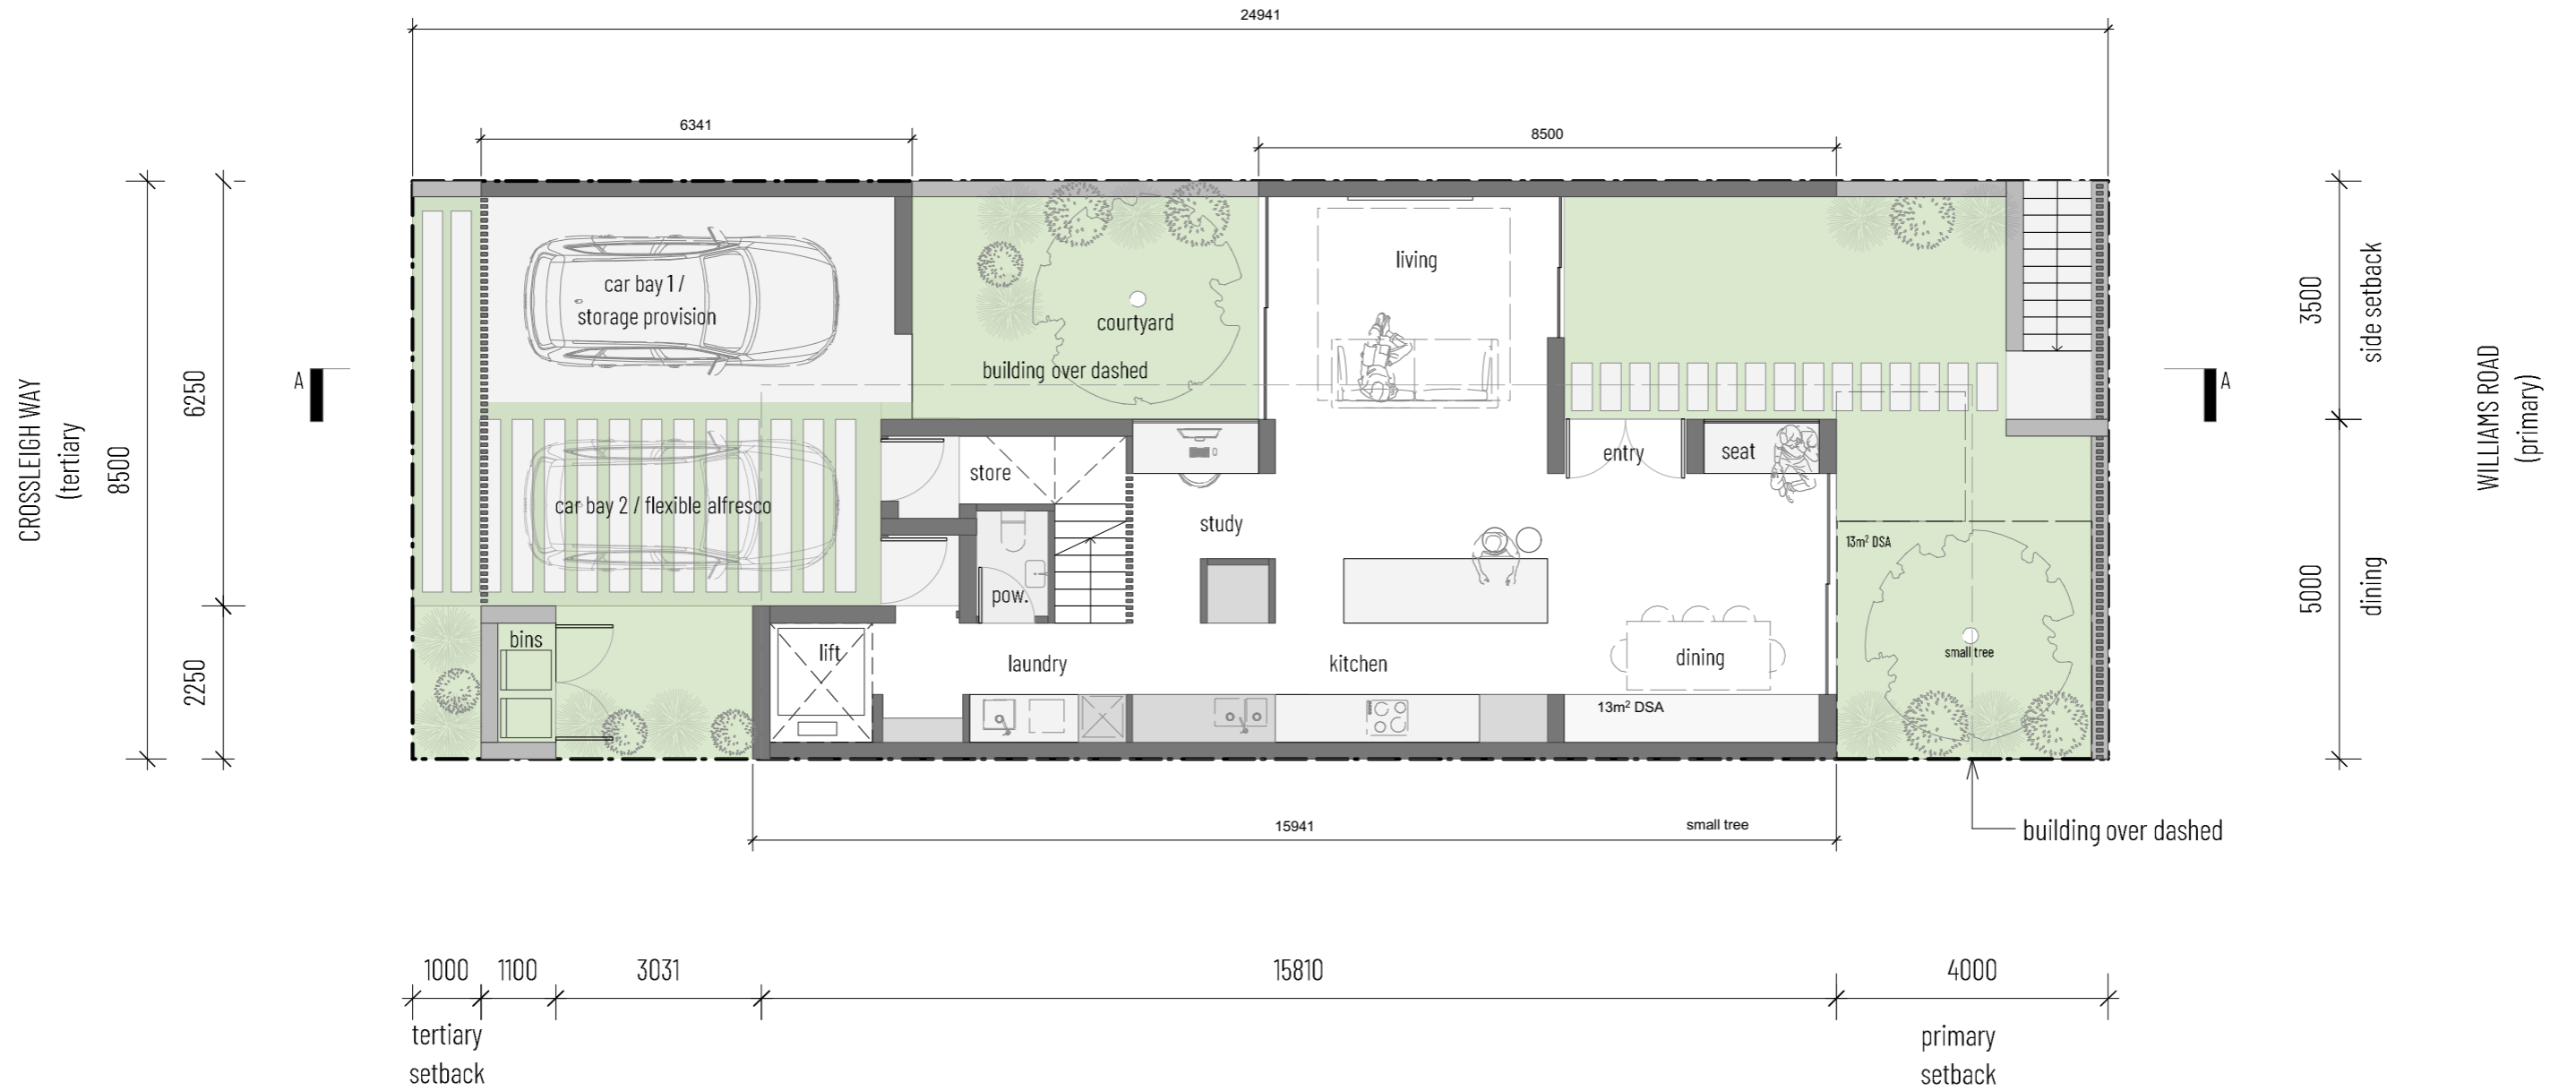 24941
6341
8500
CROSSLEIGH WAY
(tertiary
8500
6250
2250
A
car bay 1 /
storage provision
courtyard
building over dashed
living
car bay 2 / flexible alfresco
store
study
pow.
entry
seat
bins
lift
laundry
kitchen
dining
13m² DSA
13m² DSA
small tree
A
3500
side setback
5000
dining
WILLIAMS ROAD
(primary)
15941
small tree
building over dashed
1000
1100
3031
15810
4000
tertiary
setback
primary
setback